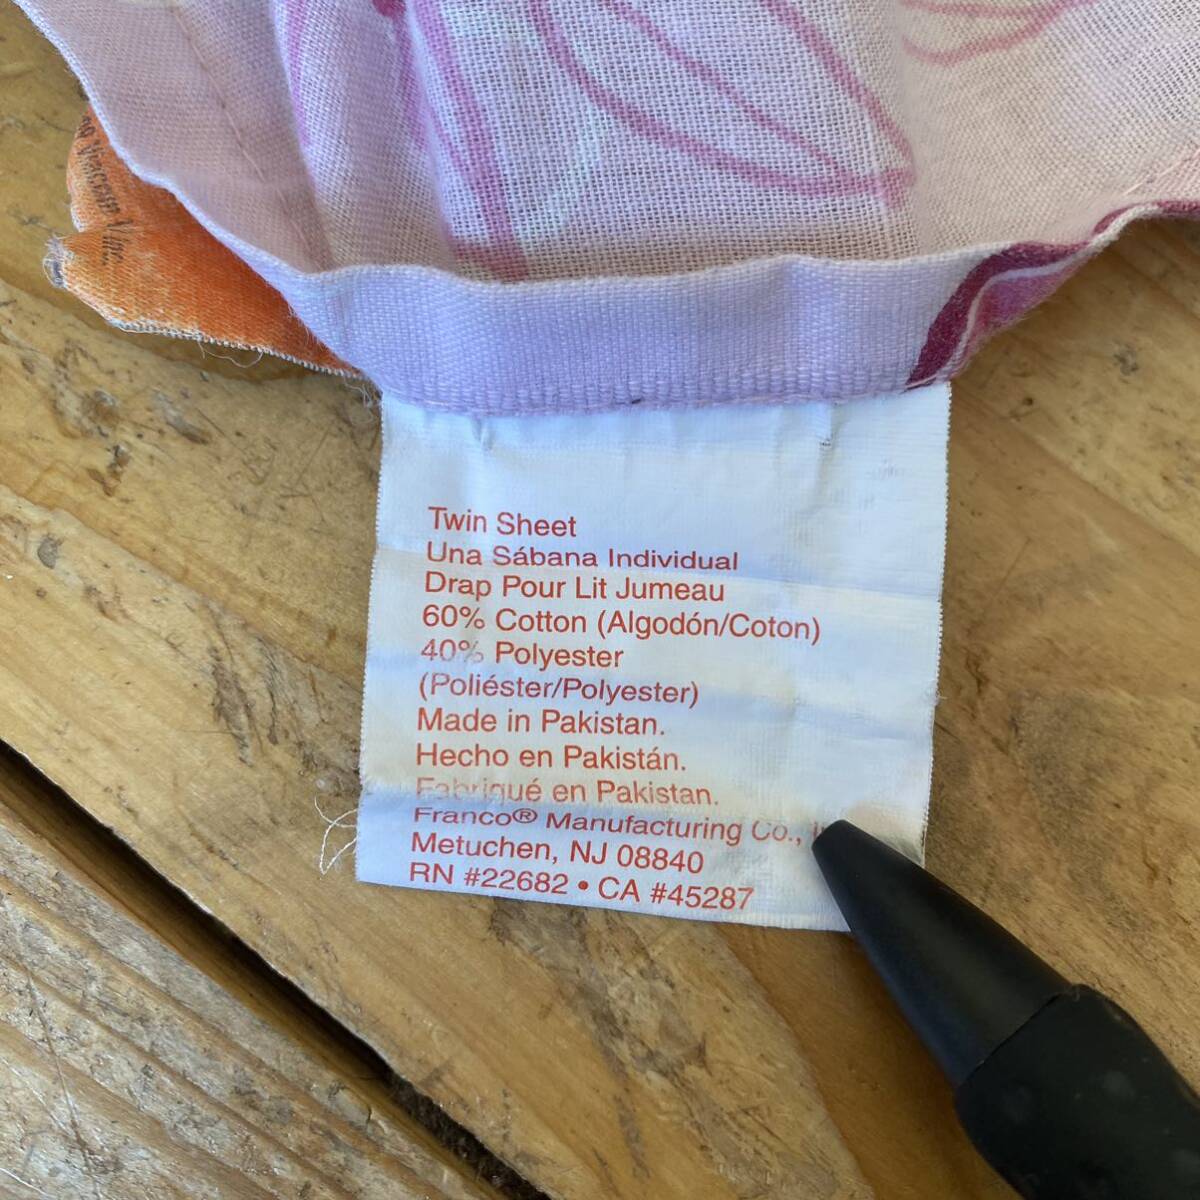 Twin Sheet
Una Sábana Individual
Drap Pour Lit Jumeau
60% Cotton (Algodón/Coton)
40% Polyester
(Poliéster/Polyester)
Made in Pakistan.
Hecho en Pakistán.
Fabriqué en Pakistan.
Franco® Manufacturing Co.,
Metuchen, NJ 08840
RN #22682 • CA #45287